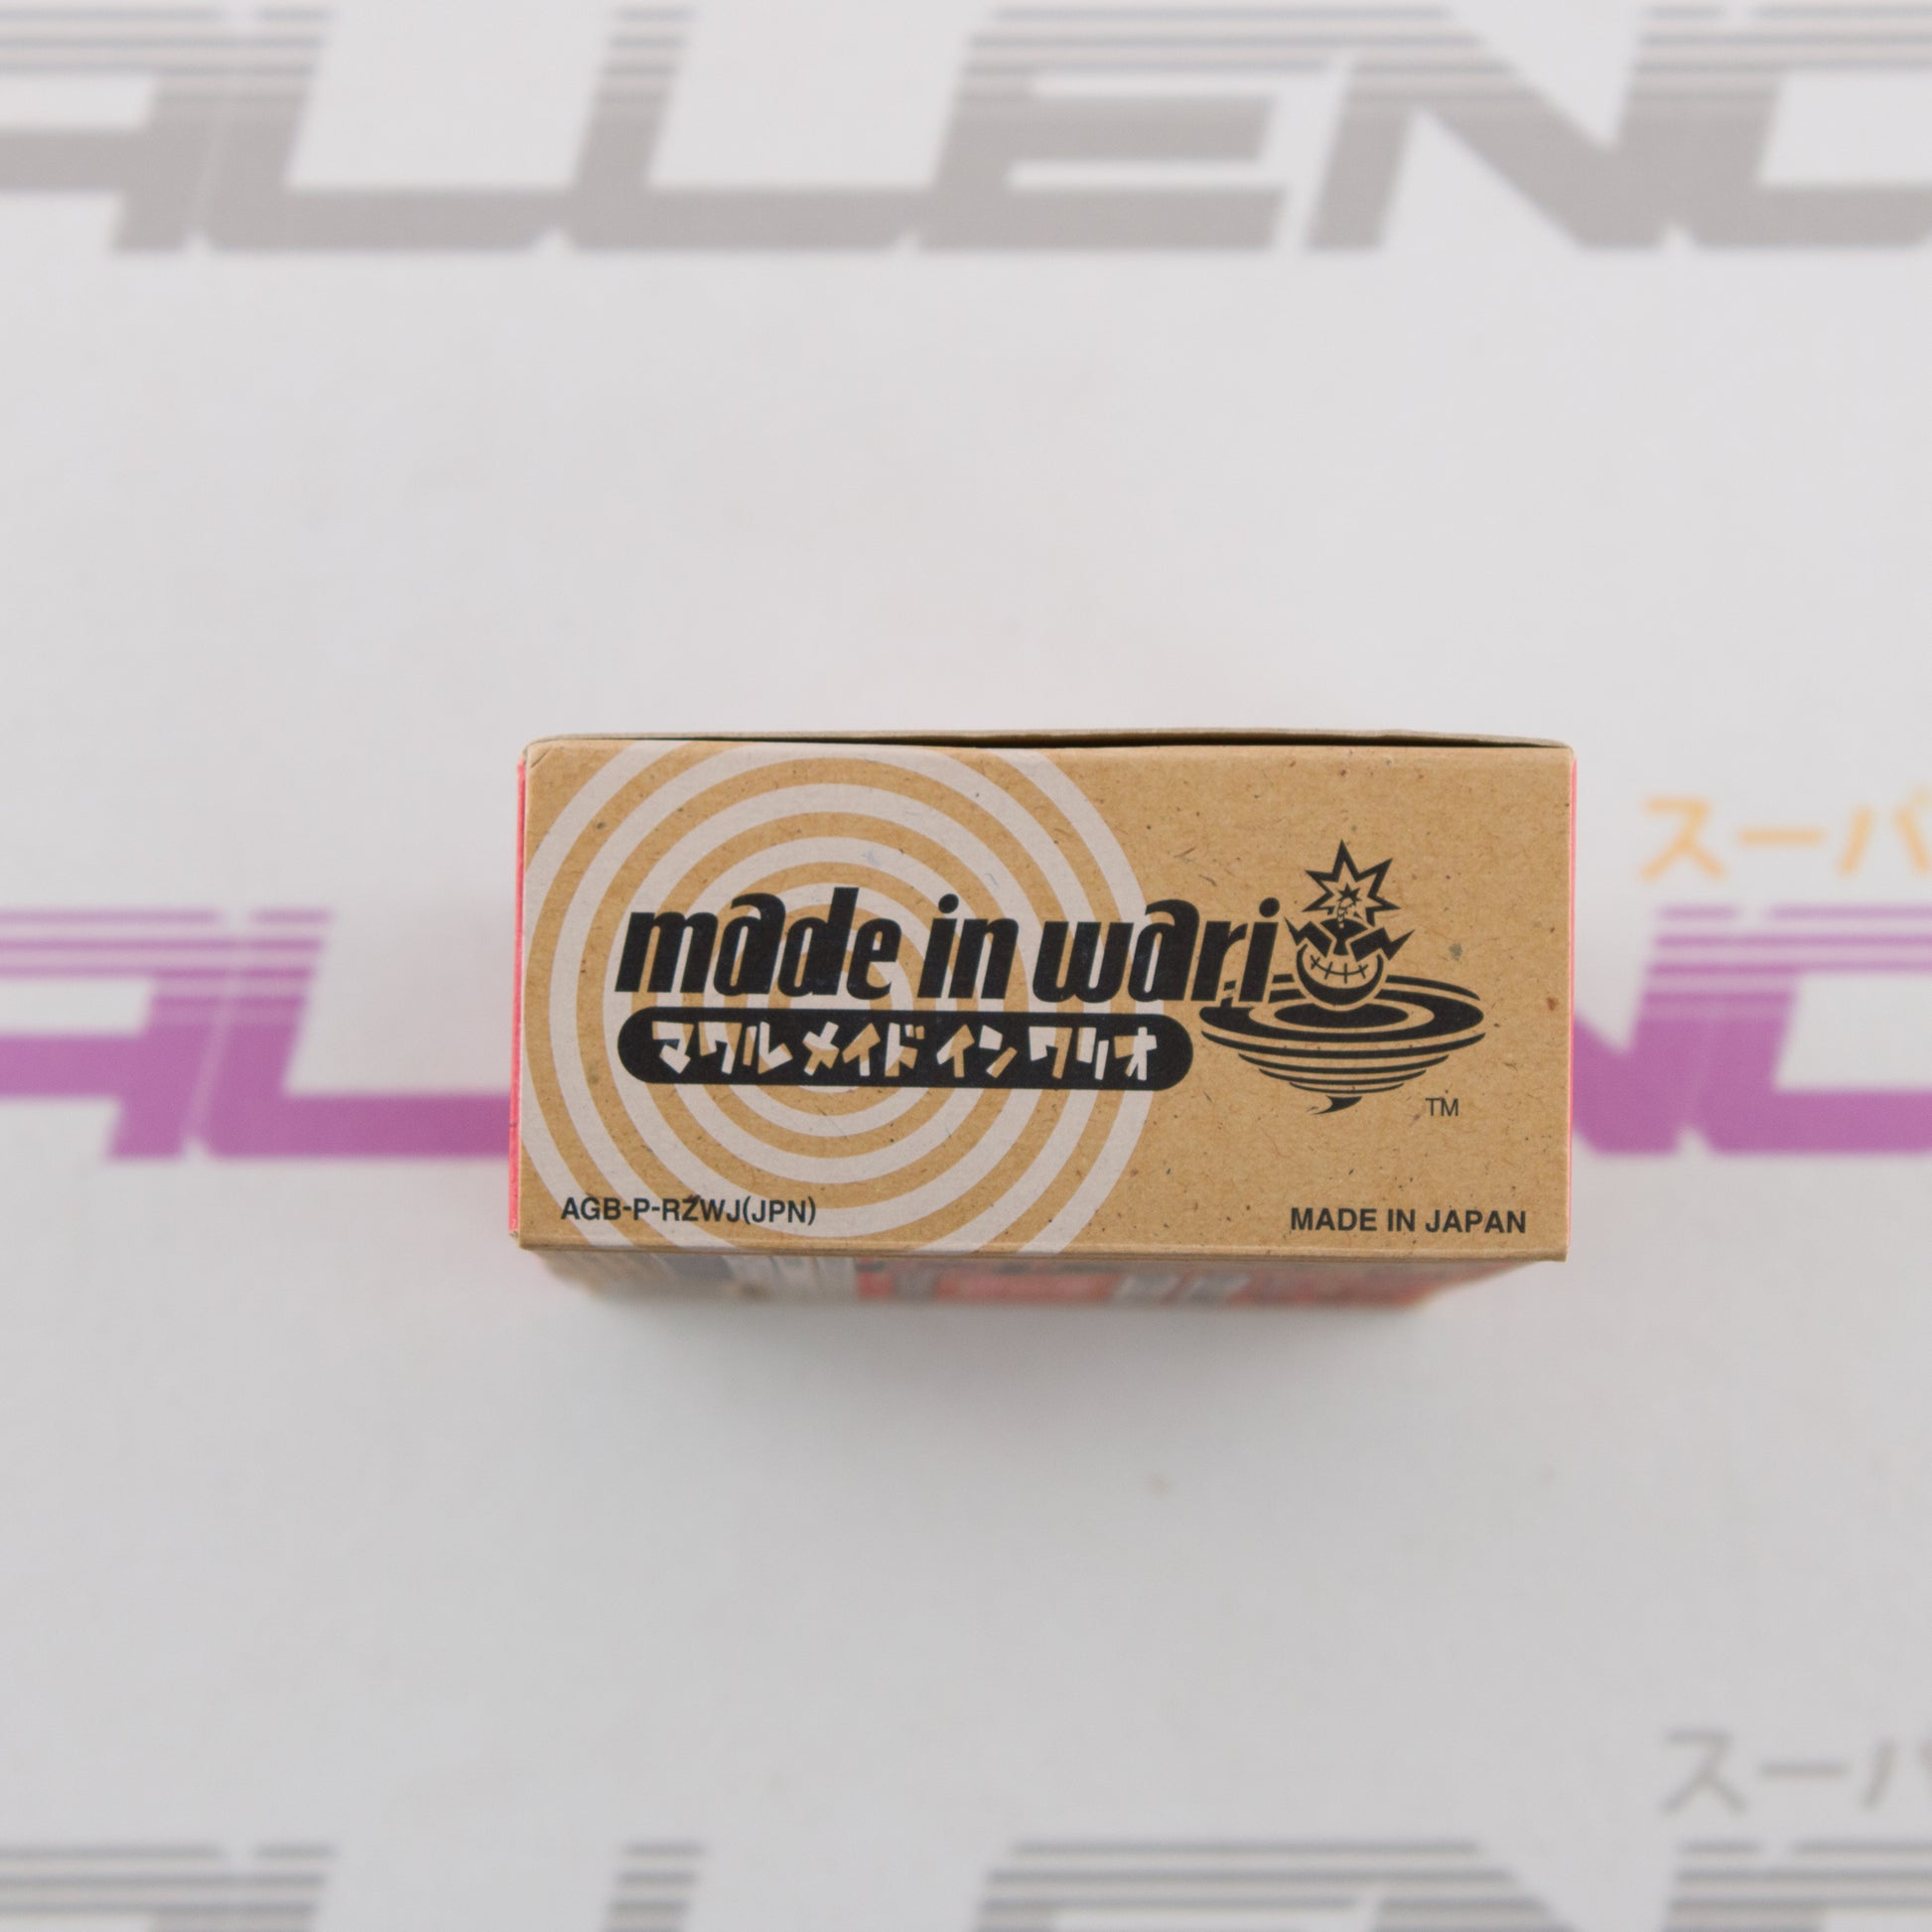 made in wari
マワル メイド イン ワリオ
TM
AGB-P-RZWJ(JPN)
MADE IN JAPAN
スーパ
スーパ